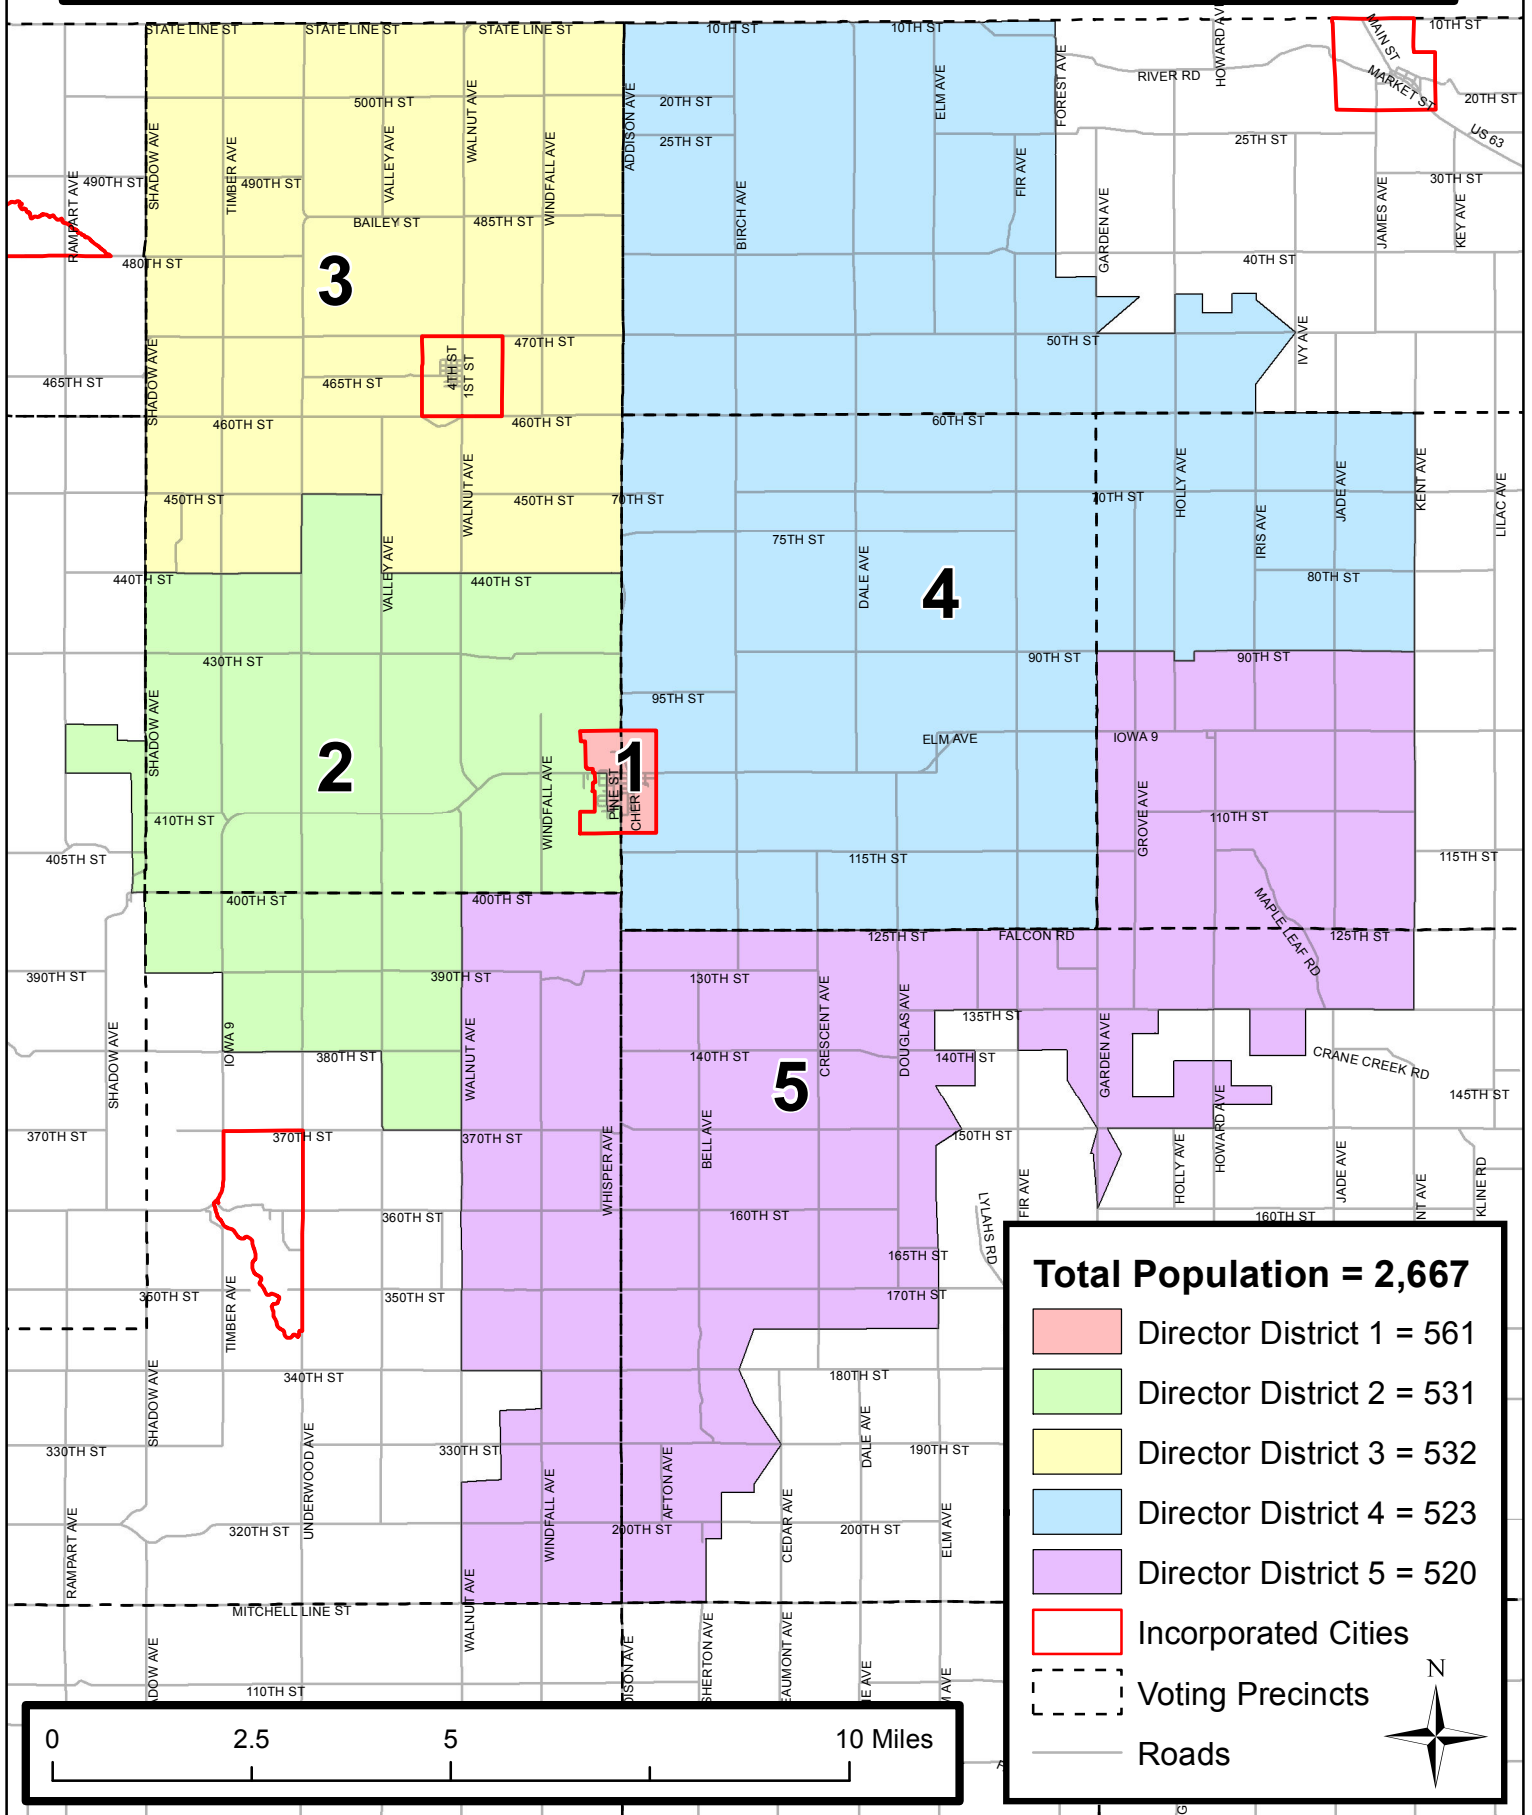 STATE LINE ST
STATE LINE ST
STATE LINE ST
10TH ST
10TH ST
HOWARD AV
MAIN ST
10TH ST
RIVER RD
MARKET ST
20TH ST
500TH ST
20TH ST
ADDISON AVE
ELM AVE
FOREST AVE
WALNUT AVE
25TH ST
25TH ST
US 63
SHADOW AVE
TIMBER AVE
VALLEY AVE
WINDFALL AVE
RAMPART AVE
490TH ST
490TH ST
BIRCH AVE
FIR AVE
GARDEN AVE
30TH ST
JAMES AVE
KEY AVE
BAILEY ST
485TH ST
480TH ST
3
40TH ST
470TH ST
50TH ST
IVY AVE
SHADOW AVE
465TH ST
465TH ST
4TH ST
1ST ST
460TH ST
460TH ST
60TH ST
WALNUT AVE
HOLLY AVE
JADE AVE
KENT AVE
LILAC AVE
450TH ST
450TH ST
70TH ST
70TH ST
IRIS AVE
75TH ST
DALE AVE
440TH ST
VALLEY AVE
440TH ST
4
80TH ST
430TH ST
90TH ST
90TH ST
95TH ST
SHADOW AVE
2
1
ELM AVE
IOWA 9
WINDFALL AVE
PINE ST
CHER
GROVE AVE
410TH ST
110TH ST
405TH ST
115TH ST
115TH ST
400TH ST
400TH ST
MAPLE LEAF RD
125TH ST
FALCON RD
125TH ST
390TH ST
390TH ST
130TH ST
CRESCENT AVE
DOUGLAS AVE
SHADOW AVE
IOWA 9
WALNUT AVE
135TH ST
GARDEN AVE
380TH ST
140TH ST
140TH ST
CRANE CREEK RD
5
145TH ST
HOWARD AVE
370TH ST
370TH ST
370TH ST
WHISPER AVE
BELL AVE
150TH ST
HOLLY AVE
JADE AVE
KLINE RD
FIR AVE
NT AVE
LYLAHS RD
360TH ST
160TH ST
160TH ST
165TH ST
350TH ST
TIMBER AVE
350TH ST
170TH ST
Total Population = 2,667
Director District 1 = 561
Director District 2 = 531
Director District 3 = 532
Director District 4 = 523
Director District 5 = 520
Incorporated Cities
Voting Precincts
Roads
N
SHADOW AVE
340TH ST
180TH ST
330TH ST
UNDERWOOD AVE
330TH ST
DALE AVE
190TH ST
AFTON AVE
WINDFALL AVE
RAMPART AVE
320TH ST
200TH ST
CEDAR AVE
200TH ST
ELM AVE
WALNUT AVE
MITCHELL LINE ST
ADOW AVE
110TH ST
DISON AVE
SHERTON AVE
EAUMONT AVE
E AVE
M AVE
0
2.5
5
10 Miles